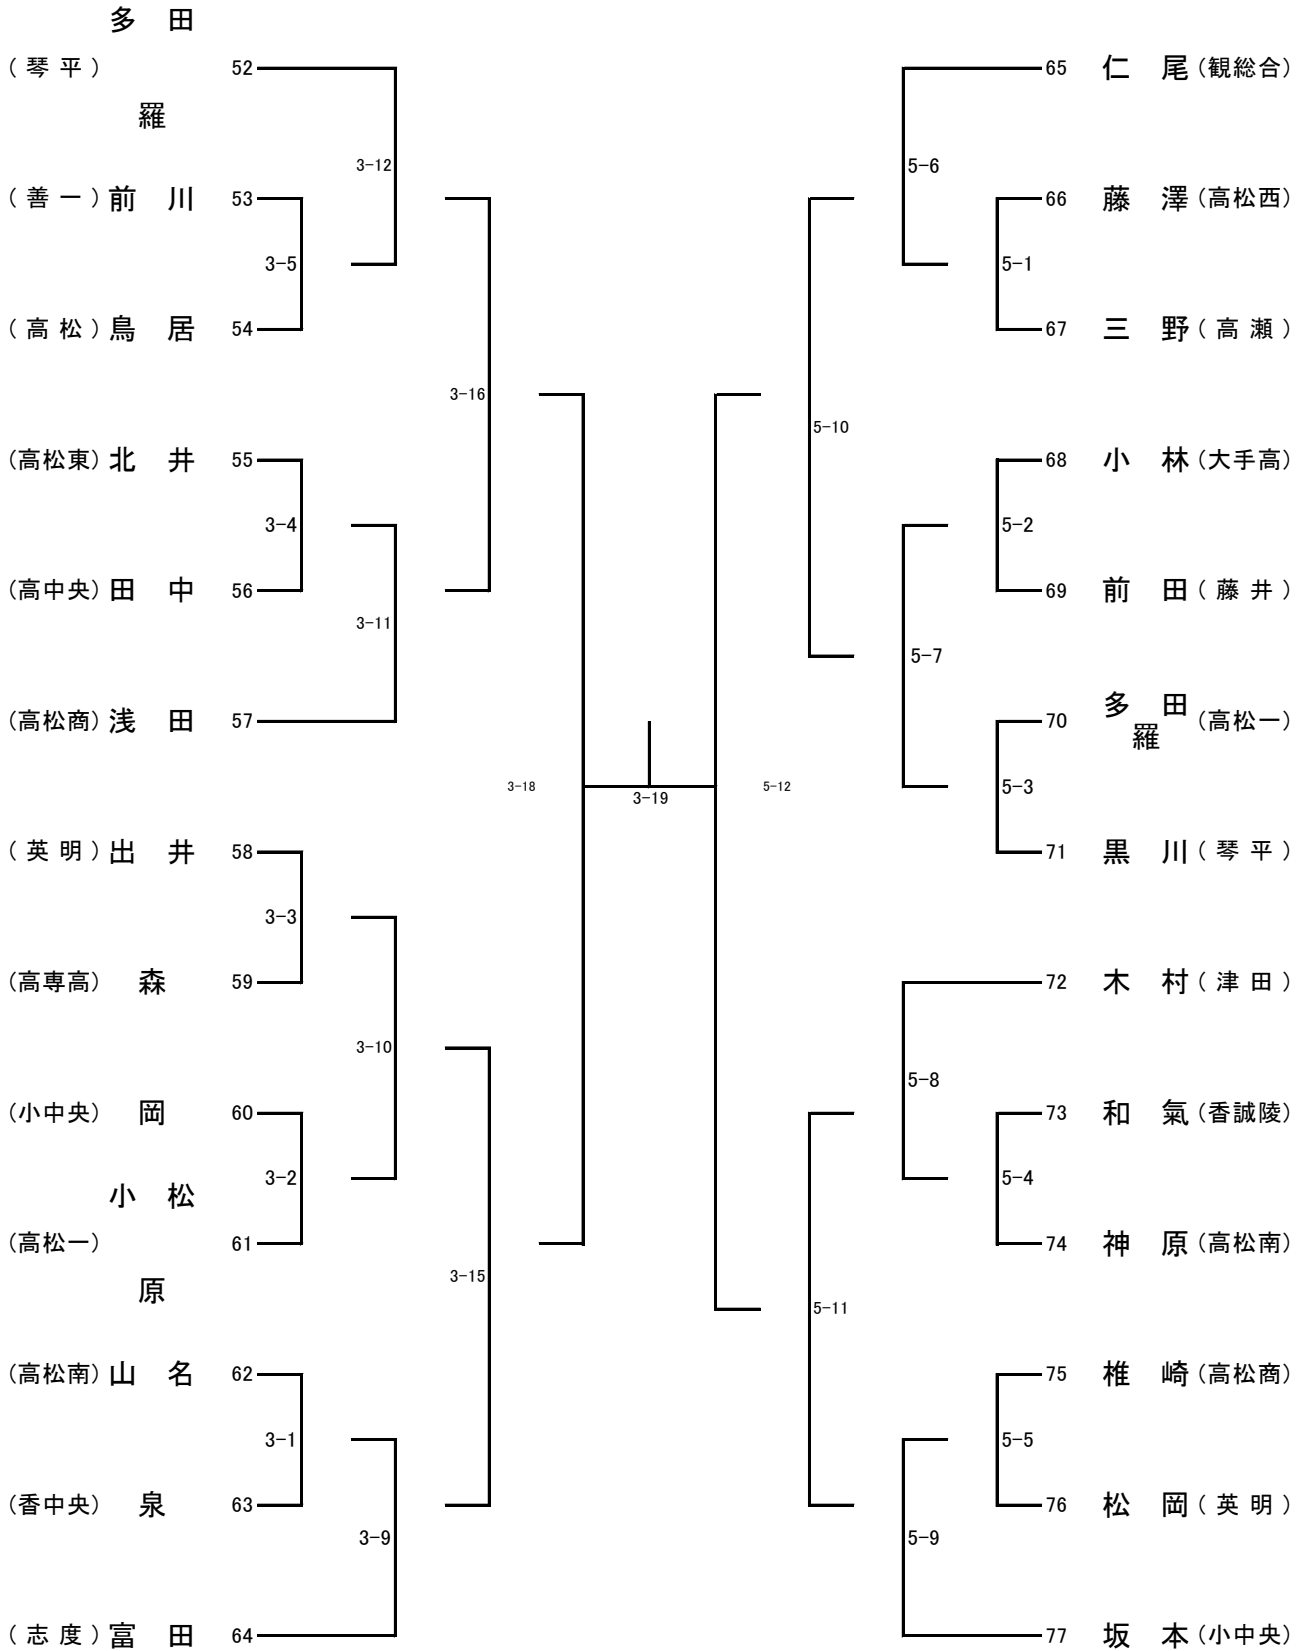 多 田
(琴 平) 52
羅
(善 一) 前 川 53
(高 松) 鳥 居 54
(高松東) 北 井 55
(高中央) 田 中 56
(高松商) 浅 田 57
(英 明) 出 井 58
(高専高) 森 59
(小中央) 岡 60
小 松
(高松一) 61
原
(高松南) 山 名 62
(香中央) 泉 63
(志 度) 富 田 64
3-12
3-5
3-16
3-4
3-11
3-18
3-3
3-10
3-2
3-15
3-1
3-9
3-19
5-12
5-6
5-1
5-10
5-2
5-7
5-3
5-8
5-4
5-11
5-5
5-9
65 仁 尾 (観総合)
66 藤 澤 (高松西)
67 三 野 (高 瀬)
68 小 林 (大手高)
69 前 田 (藤 井)
多 田
70 (高松一)
羅
71 黒 川 (琴 平)
72 木 村 (津 田)
73 和 氣 (香誠陵)
74 神 原 (高松南)
75 椎 崎 (高松商)
76 松 岡 (英 明)
77 坂 本 (小中央)